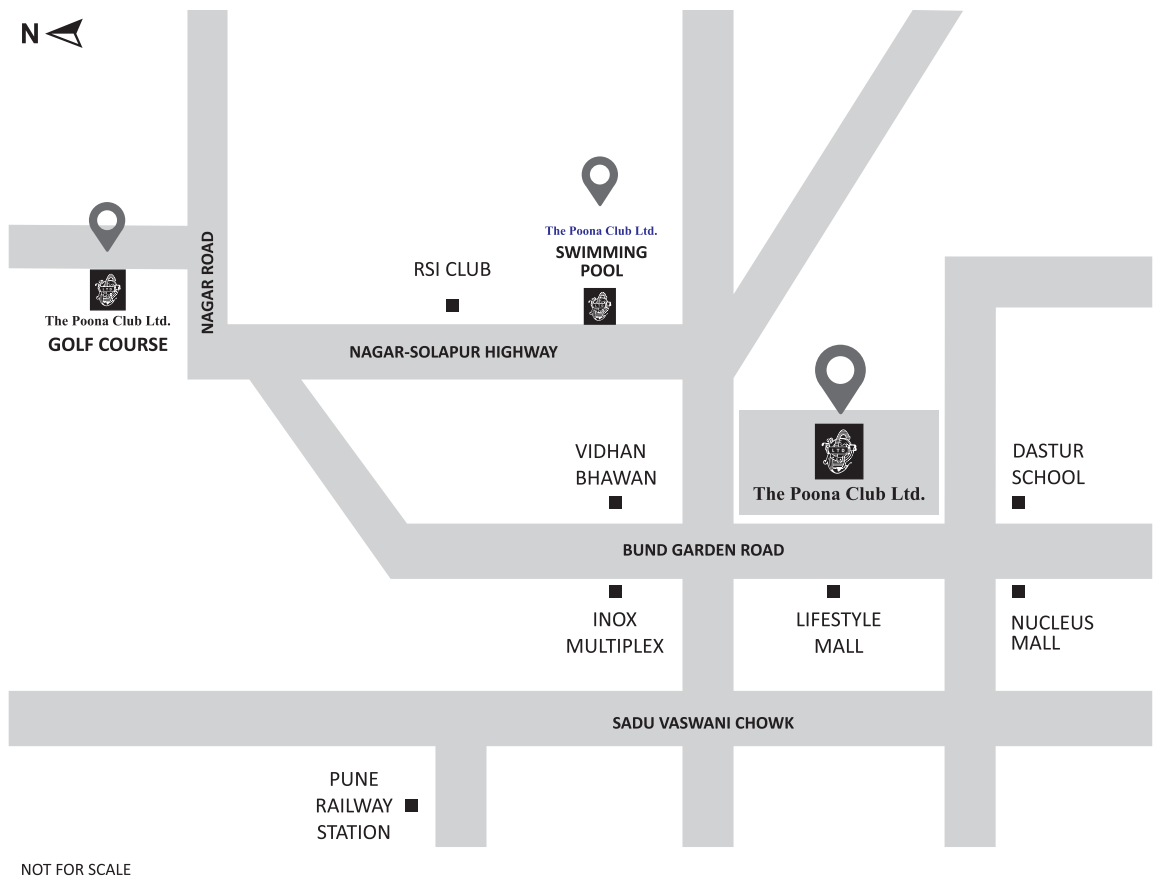 N
The Poona Club Ltd.
SWIMMING
POOL
RSI CLUB
NAGAR ROAD
The Poona Club Ltd.
GOLF COURSE
NAGAR-SOLAPUR HIGHWAY
VIDHAN
BHAWAN
LTD
The Poona Club Ltd.
DASTUR
SCHOOL
BUND GARDEN ROAD
INOX
MULTIPLEX
LIFESTYLE
MALL
NUCLEUS
MALL
SADU VASWANI CHOWK
PUNE
RAILWAY
STATION
NOT FOR SCALE